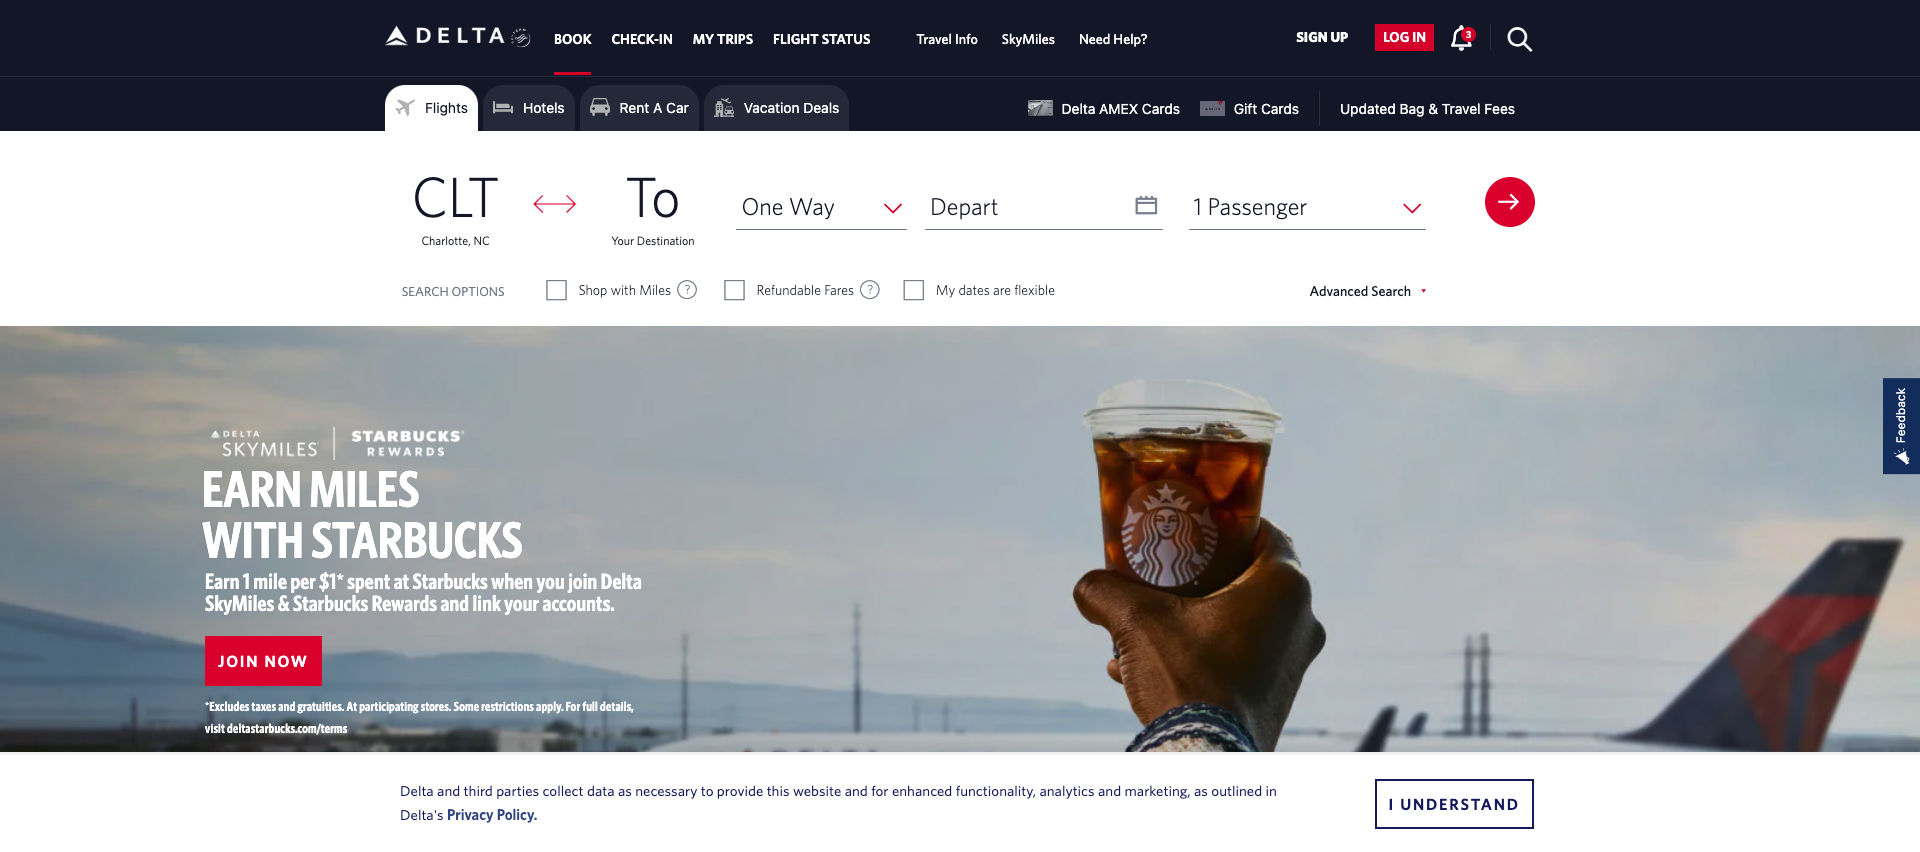 DELTA
BOOK
CHECK-IN
MY TRIPS
FLIGHT STATUS
Travel Info
SkyMiles
Need Help?
SIGN UP
LOG IN
3
Flights
Hotels
Rent A Car
Vacation Deals
Delta AMEX Cards
Gift Cards
Updated Bag & Travel Fees
CLT
Charlotte, NC
To
Your Destination
One Way
Depart
1 Passenger
SEARCH OPTIONS
Shop with Miles ?
Refundable Fares ?
My dates are flexible
Advanced Search
Feedback
DELTA
SKYMILES
STARBUCKS®
REWARDS
EARN MILES
WITH STARBUCKS
Earn 1 mile per $1* spent at Starbucks when you join Delta
SkyMiles & Starbucks Rewards and link your accounts.
JOIN NOW
*Excludes taxes and gratuities. At participating stores. Some restrictions apply. For full details,
visit deltastarbucks.com/terms
Delta and third parties collect data as necessary to provide this website and for enhanced functionality, analytics and marketing, as outlined in
Delta's Privacy Policy.
I UNDERSTAND